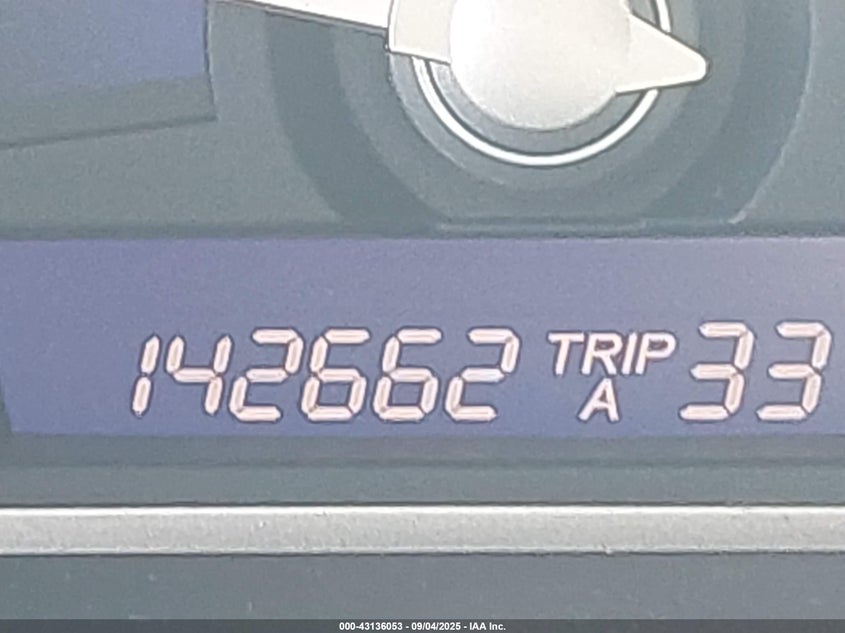 142662 TRIP A 33
000-43136053 - 09/04/2025 - IAA Inc.